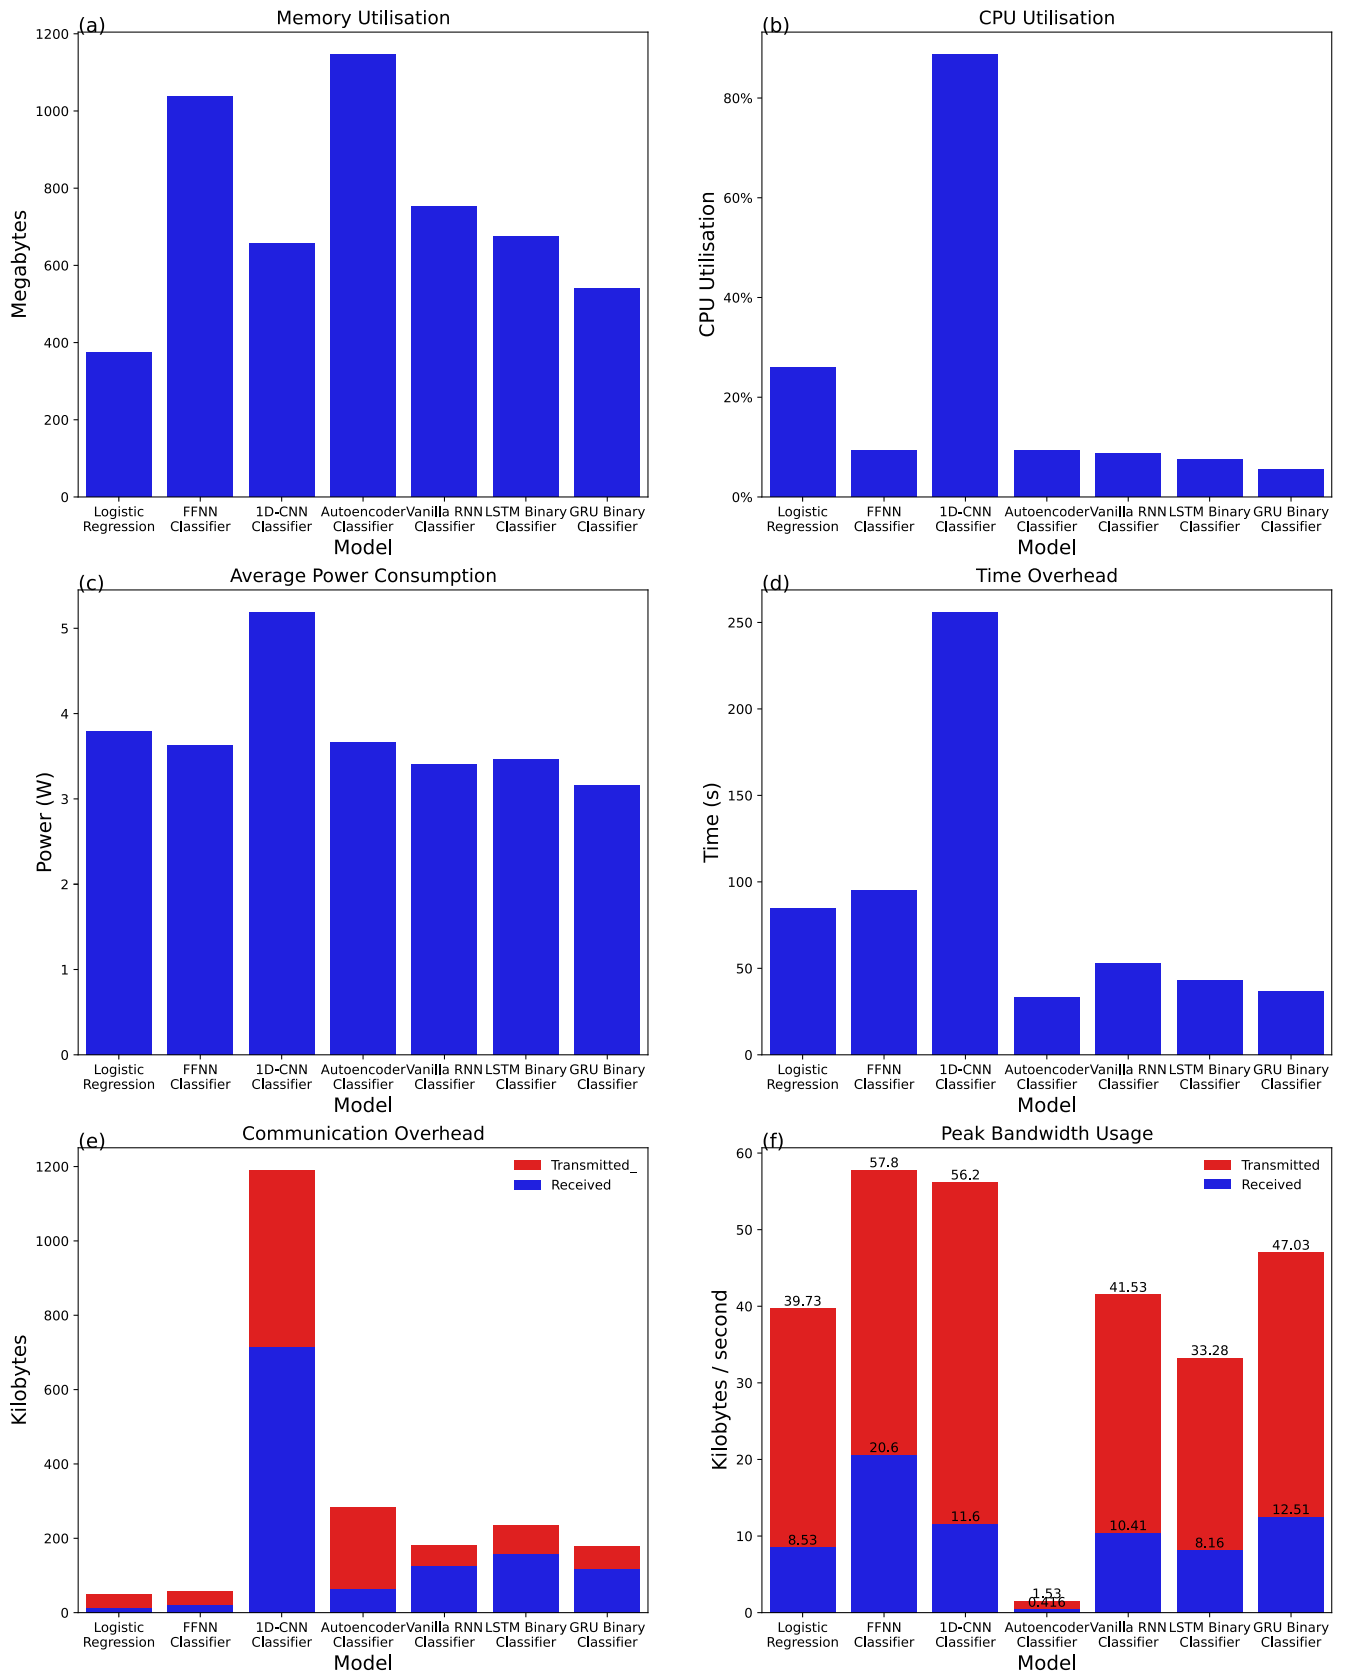 (a)
Memory Utilisation
1200
1000
800
600
400
200
0
Megabytes
Logistic Regression
FFNN Classifier
1D-CNN Classifier
Autoencoder Classifier
Vanilla RNN Classifier
LSTM Binary Classifier
GRU Binary Classifier
Model
(b)
CPU Utilisation
80%
60%
40%
20%
0%
CPU Utilisation
Logistic Regression
FFNN Classifier
1D-CNN Classifier
Autoencoder Classifier
Vanilla RNN Classifier
LSTM Binary Classifier
GRU Binary Classifier
Model
(c)
Average Power Consumption
5
4
3
2
1
0
Power (W)
Logistic Regression
FFNN Classifier
1D-CNN Classifier
Autoencoder Classifier
Vanilla RNN Classifier
LSTM Binary Classifier
GRU Binary Classifier
Model
(d)
Time Overhead
250
200
150
100
50
0
Time (s)
Logistic Regression
FFNN Classifier
1D-CNN Classifier
Autoencoder Classifier
Vanilla RNN Classifier
LSTM Binary Classifier
GRU Binary Classifier
Model
(e)
Communication Overhead
Transmitted_
Received
1200
1000
800
600
400
200
0
Kilobytes
Logistic Regression
FFNN Classifier
1D-CNN Classifier
Autoencoder Classifier
Vanilla RNN Classifier
LSTM Binary Classifier
GRU Binary Classifier
Model
(f)
Peak Bandwidth Usage
Transmitted
Received
60
50
40
30
20
10
0
Kilobytes / second
39.73
57.8
56.2
1.53
41.53
33.28
47.03
8.53
20.6
11.6
0.416
10.41
8.16
12.51
Logistic Regression
FFNN Classifier
1D-CNN Classifier
Autoencoder Classifier
Vanilla RNN Classifier
LSTM Binary Classifier
GRU Binary Classifier
Model